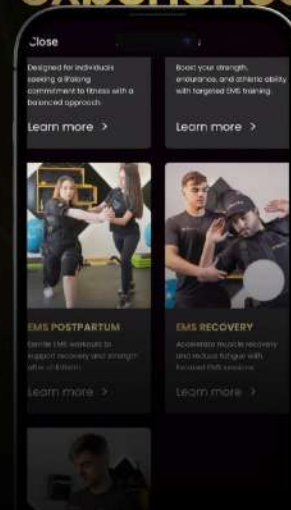 experience
Close
Designed for individuals
seeking a lifelong
commitment to fitness with a
balanced approach.
Learn more >
Boost your strength,
endurance, and athletic ability
with targeted EMS training.
Learn more >
EMS POSTPARTUM
Gentle EMS workouts to
support recovery and strength
after childbirth.
Learn more >
EMS RECOVERY
Accelerate muscle recovery
and reduce fatigue with
focused EMS sessions.
Learn more >